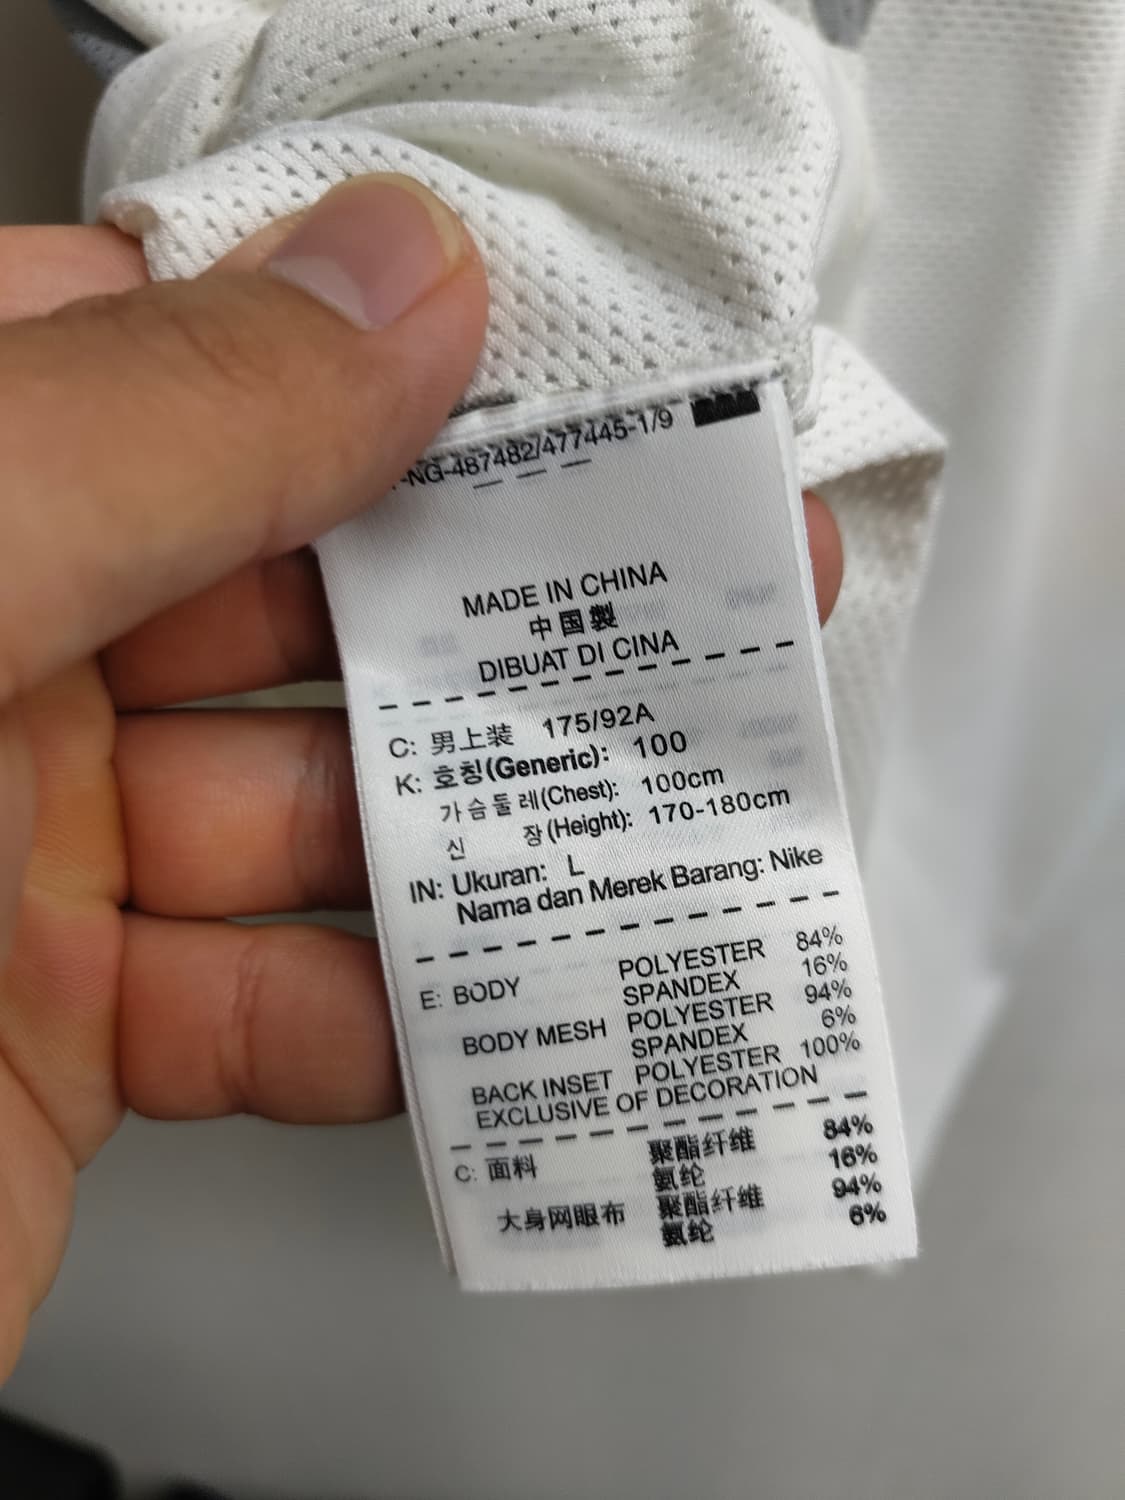 -NG-487482/477445-1/9
MADE IN CHINA
中国製
DIBUAT DI CINA
C: 男上装 175/92A
K: 호칭(Generic): 100
가슴둘레(Chest): 100cm
신 장(Height): 170-180cm
IN: Ukuran: L
Nama dan Merek Barang: Nike
E: BODY POLYESTER 84%
SPANDEX 16%
BODY MESH POLYESTER 94%
SPANDEX 6%
BACK INSET POLYESTER 100%
EXCLUSIVE OF DECORATION
C: 面料 聚酯纤维 84%
氨纶 16%
大身网眼布 聚酯纤维 94%
氨纶 6%